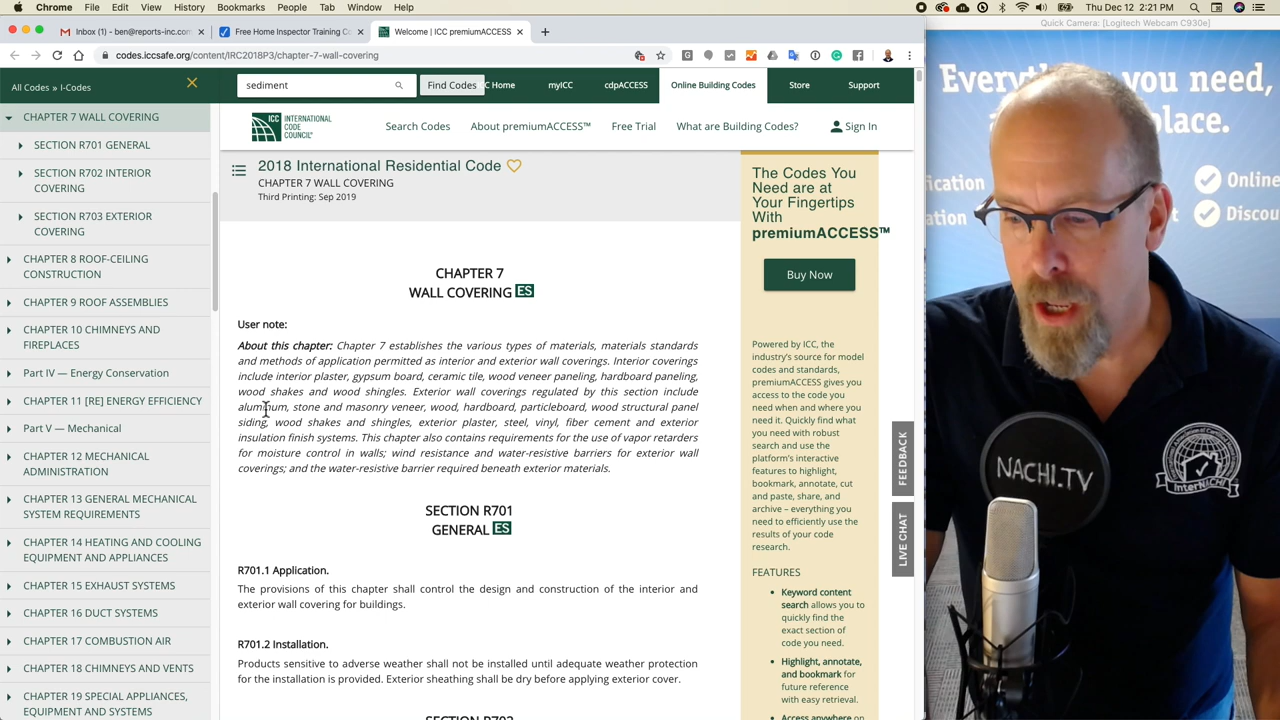 Chrome File Edit View History Bookmarks People Tab Window Help
Thu Dec 12 2:21 PM
Inbox (1) - ben@reports-inc.com
Free Home Inspector Training Co
Welcome | ICC premiumACCESS
Quick Camera: [Logitech Webcam C930e]
codes.iccsafe.org/content/IRC2018P3/chapter-7-wall-covering
All Codes » I-Codes
sediment
Find Codes
C Home
myICC
cdpACCESS
Online Building Codes
Store
Support
INTERNATIONAL
CODE
COUNCIL
Search Codes
About premiumACCESS™
Free Trial
What are Building Codes?
Sign In
CHAPTER 7 WALL COVERING
SECTION R701 GENERAL
SECTION R702 INTERIOR
COVERING
SECTION R703 EXTERIOR
COVERING
CHAPTER 8 ROOF-CEILING
CONSTRUCTION
CHAPTER 9 ROOF ASSEMBLIES
CHAPTER 10 CHIMNEYS AND
FIREPLACES
Part IV — Energy Conservation
CHAPTER 11 [RE] ENERGY EFFICIENCY
Part V — Mechanical
CHAPTER 12 MECHANICAL
ADMINISTRATION
CHAPTER 13 GENERAL MECHANICAL
SYSTEM REQUIREMENTS
CHAPTER 14 HEATING AND COOLING
EQUIPMENT AND APPLIANCES
CHAPTER 15 EXHAUST SYSTEMS
CHAPTER 16 DUCT SYSTEMS
CHAPTER 17 COMBUSTION AIR
CHAPTER 18 CHIMNEYS AND VENTS
CHAPTER 19 SPECIAL APPLIANCES,
EQUIPMENT AND SYSTEMS
2018 International Residential Code
CHAPTER 7 WALL COVERING
Third Printing: Sep 2019
CHAPTER 7
WALL COVERING ES
User note:
About this chapter: Chapter 7 establishes the various types of materials, materials standards
and methods of application permitted as interior and exterior wall coverings. Interior coverings
include interior plaster, gypsum board, ceramic tile, wood veneer paneling, hardboard paneling,
wood shakes and wood shingles. Exterior wall coverings regulated by this section include
aluminum, stone and masonry veneer, wood, hardboard, particleboard, wood structural panel
siding, wood shakes and shingles, exterior plaster, steel, vinyl, fiber cement and exterior
insulation finish systems. This chapter also contains requirements for the use of vapor retarders
for moisture control in walls; wind resistance and water-resistive barriers for exterior wall
coverings; and the water-resistive barrier required beneath exterior materials.
SECTION R701
GENERAL ES
R701.1 Application.
The provisions of this chapter shall control the design and construction of the interior and
exterior wall covering for buildings.
R701.2 Installation.
Products sensitive to adverse weather shall not be installed until adequate weather protection
for the installation is provided. Exterior sheathing shall be dry before applying exterior cover.
SECTION R702
The Codes You
Need are at
Your Fingertips
With
premiumACCESS™
Buy Now
Powered by ICC, the
industry's source for model
codes and standards,
premiumACCESS gives you
access to the code you
need when and where you
need it. Quickly find what
you need with robust
search and use the
platform's interactive
features to highlight,
bookmark, annotate, cut
and paste, share, and
archive – everything you
need to efficiently use the
results of your code
research.
FEATURES
Keyword content
search allows you to
quickly find the
exact section of
code you need.
Highlight, annotate,
and bookmark for
future reference
with easy retrieval.
Access anywhere on
FEEDBACK
LIVE CHAT
you need,
place.
Online
NACHI.TV
InterNACHI